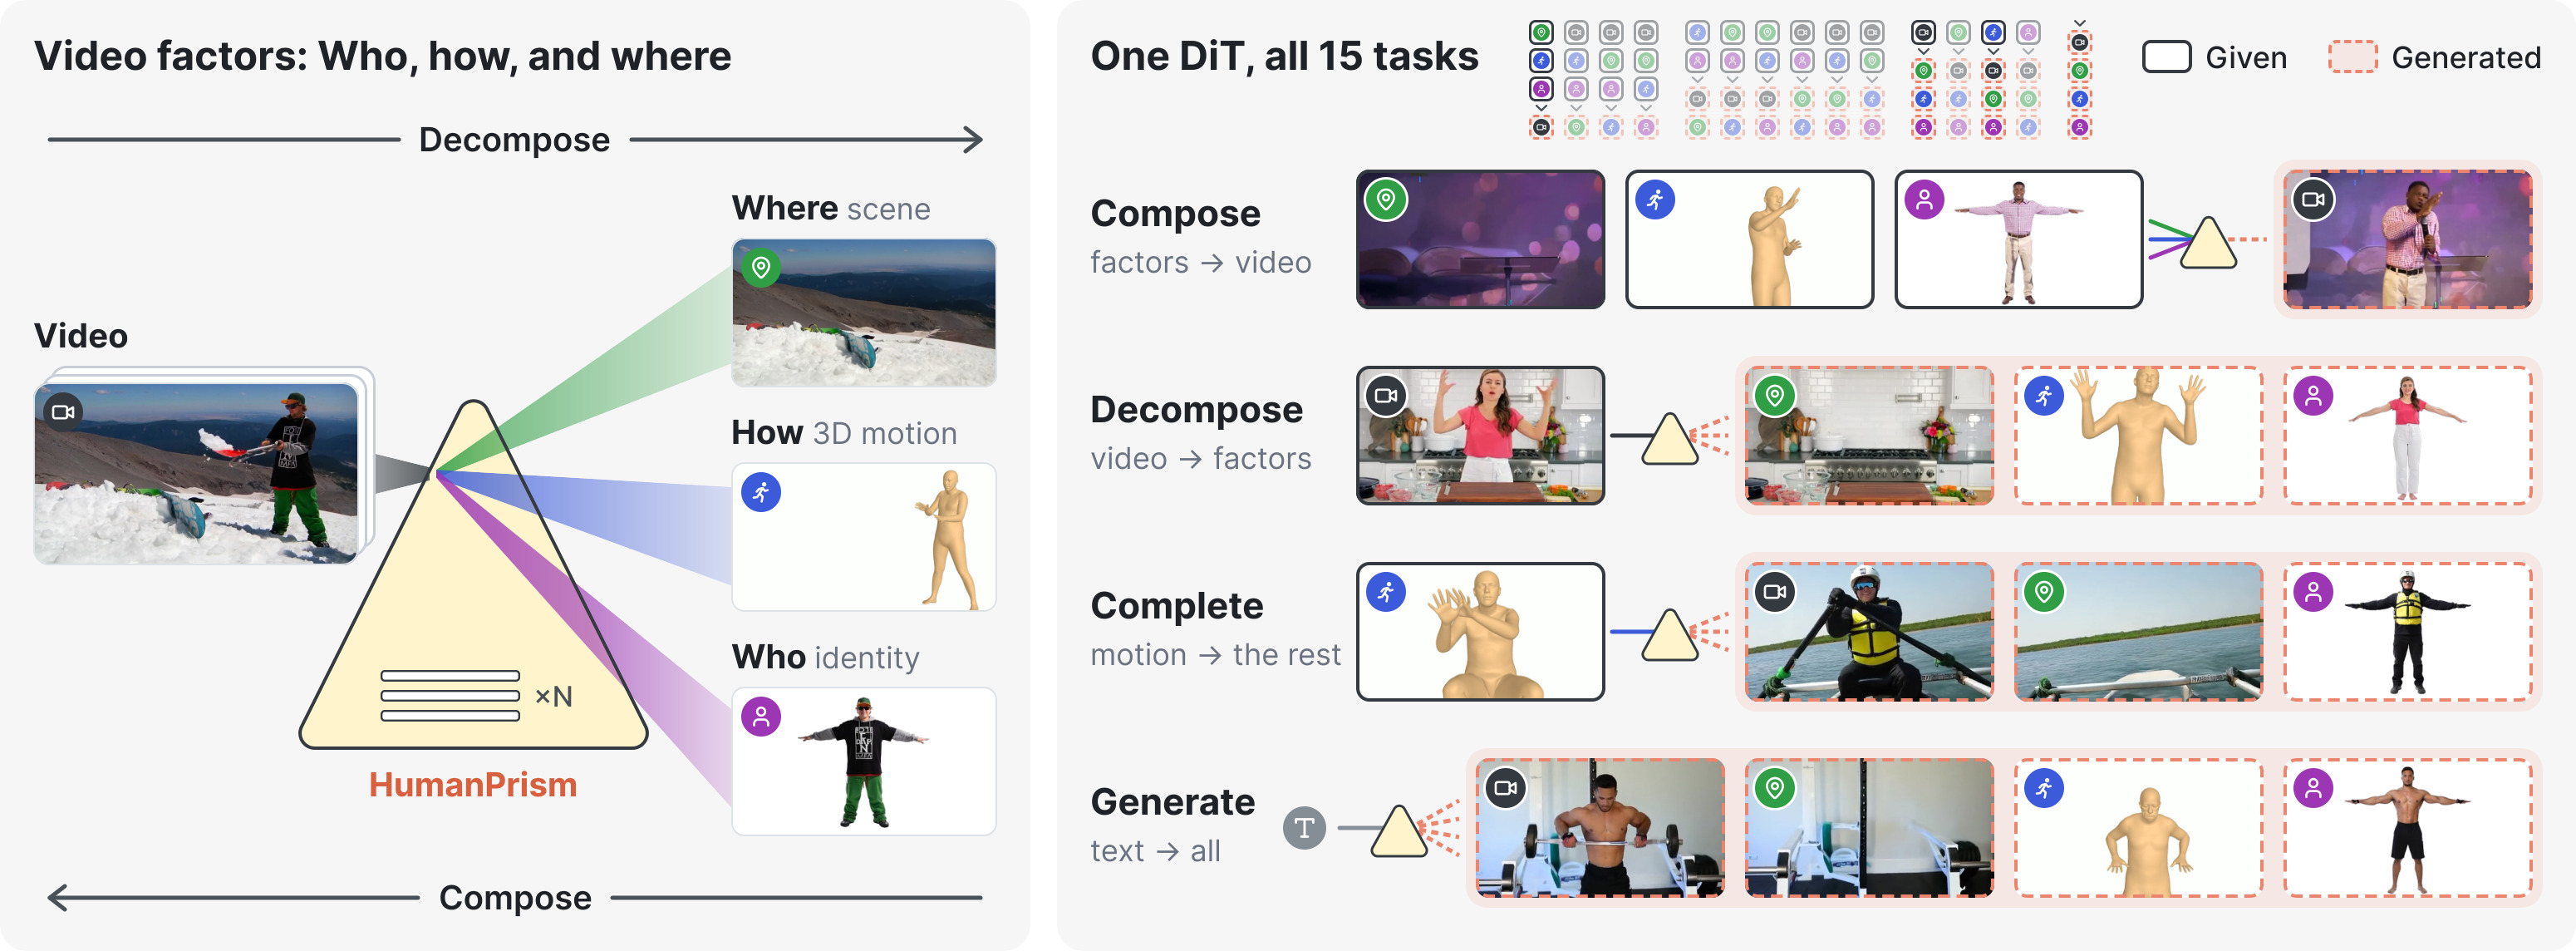 Video factors: Who, how, and where
Decompose
Where scene
Video
How 3D motion
Who identity
×N
HumanPrism
Compose
One DiT, all 15 tasks
Given
Generated
Compose
factors → video
Decompose
video → factors
Complete
motion → the rest
Generate
text → all
T